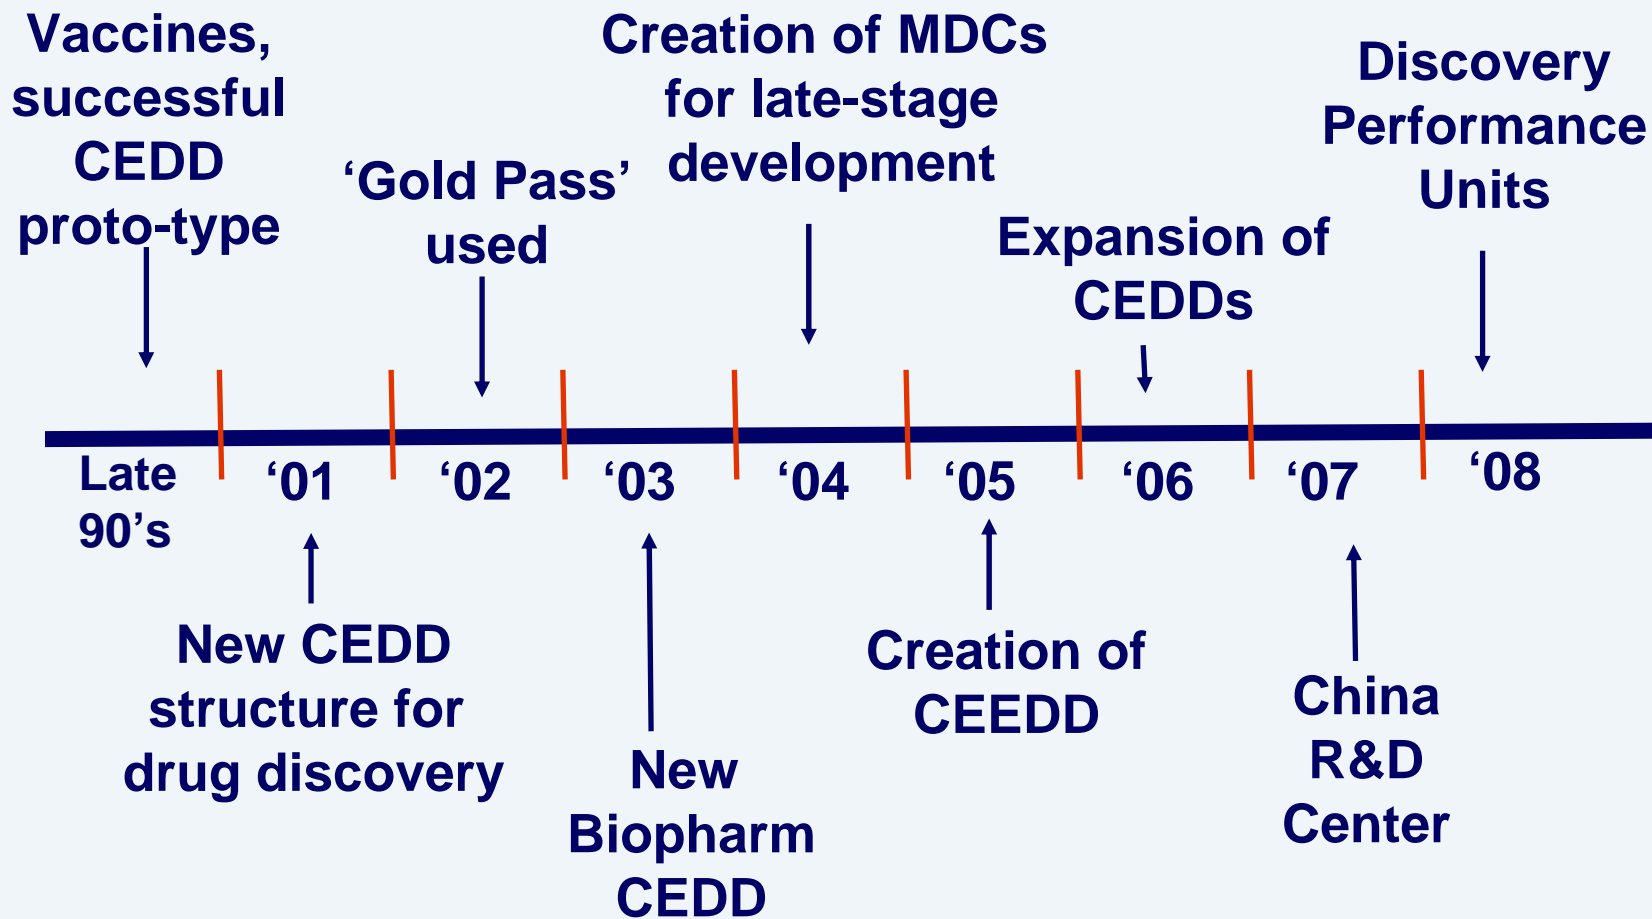 Vaccines,
successful
CEDD
proto-type
‘Gold Pass’
used
Creation of MDCs
for late-stage
development
Expansion of
CEDDs
Discovery
Performance
Units
Late
90’s
‘01
‘02
‘03
‘04
‘05
‘06
‘07
‘08
New CEDD
structure for
drug discovery
New
Biopharm
CEDD
Creation of
CEEDD
China
R&D
Center